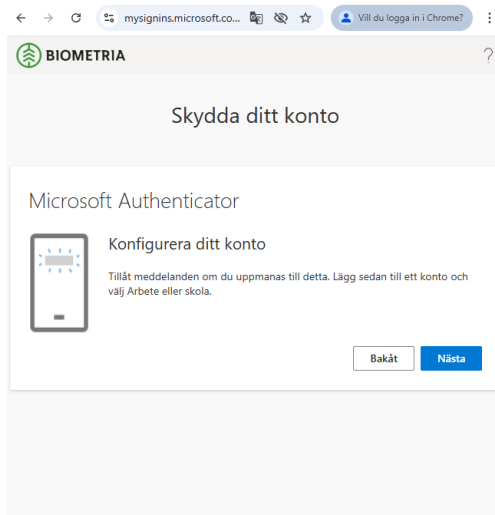 mysignins.microsoft.co...
Vill du logga in i Chrome?
BIOMETRIA
?
Skydda ditt konto
Microsoft Authenticator
Konfigurera ditt konto
Tillåt meddelanden om du uppmanas till detta. Lägg sedan till ett konto och
välj Arbete eller skola.
Bakåt
Nästa